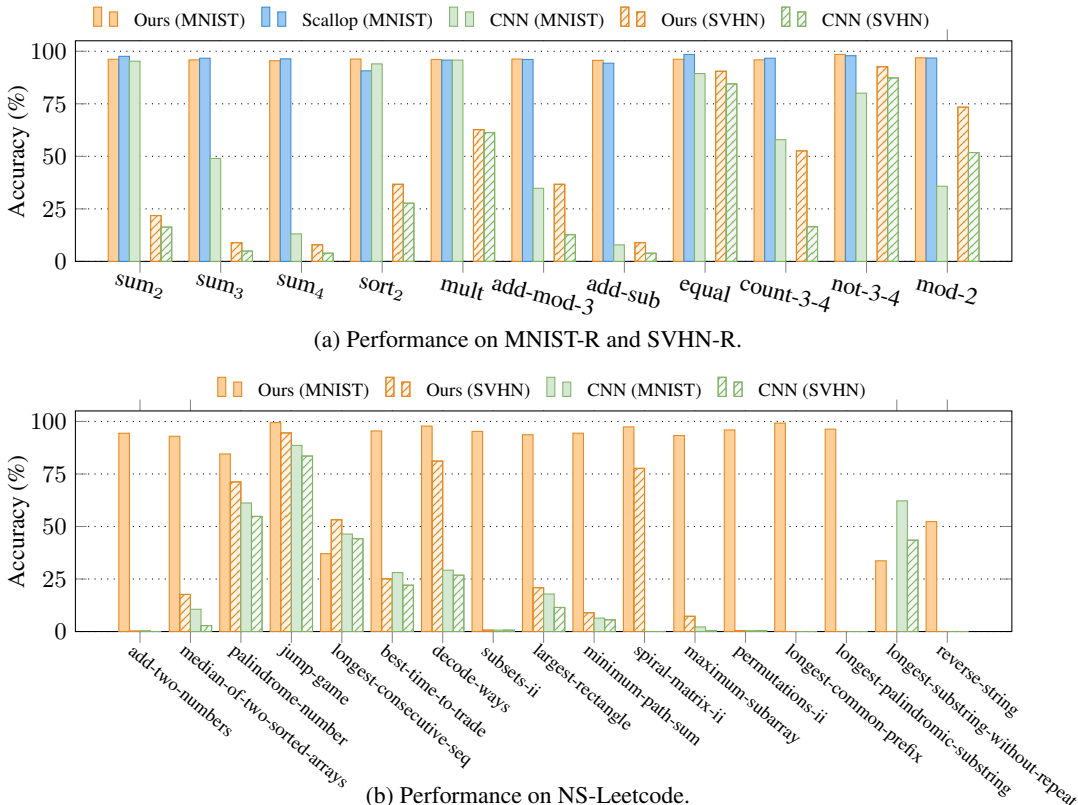 Ours (MNIST) Scallop (MNIST) CNN (MNIST) Ours (SVHN) CNN (SVHN)
100
75
50
25
0
Accuracy (%)
sum₂ sum₃ sum₄ sort₂ mult add-mod-3 add-sub equal count-3-4 not-3-4 mod-2
(a) Performance on MNIST-R and SVHN-R.
Ours (MNIST) Ours (SVHN) CNN (MNIST) CNN (SVHN)
100
75
50
25
0
Accuracy (%)
add-two-numbers
median-of-two-sorted-arrays
palindrome-number
jump-game
longest-consecutive-seq
best-time-to-trade
decode-ways
subsets-ii
largest-rectangle
minimum-path-sum
spiral-matrix-ii
maximum-subarray
permutations-ii
longest-common-prefix
longest-palindromic-substring
longest-substring-without-repeat
reverse-string
(b) Performance on NS-Leetcode.